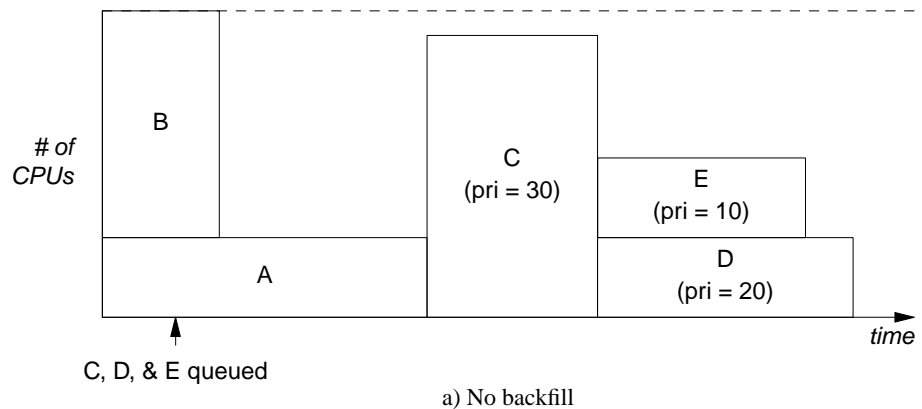 B
# of
CPUs
C
(pri = 30)
E
(pri = 10)
A
D
(pri = 20)
time
C, D, & E queued
a) No backfill